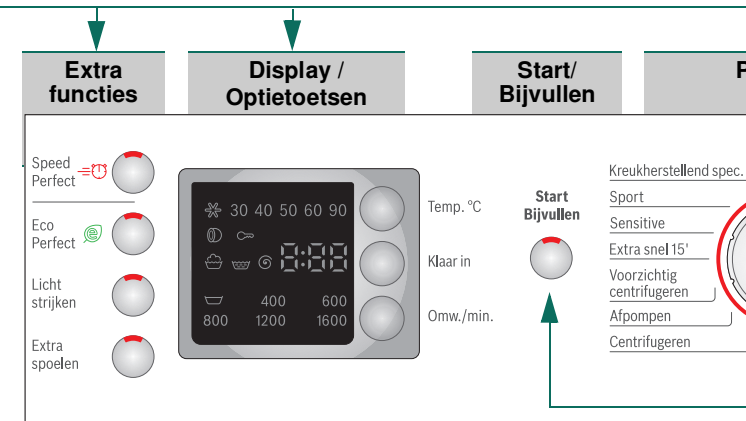 Extra
functies
Display /
Optietoetsen
Start/
Bijvullen
P
Speed
Perfect
Eco
Perfect
e
Licht
strijken
Extra
spoelen
30 40 50 60 90
8:88
400 600
800 1200 1600
Temp. °C
Klaar in
Omw./min.
Start
Bijvullen
Kreukherstellend spec.
Sport
Sensitive
Extra snel 15'
Voorzichtig
centrifugeren
Afpompen
Centrifugeren